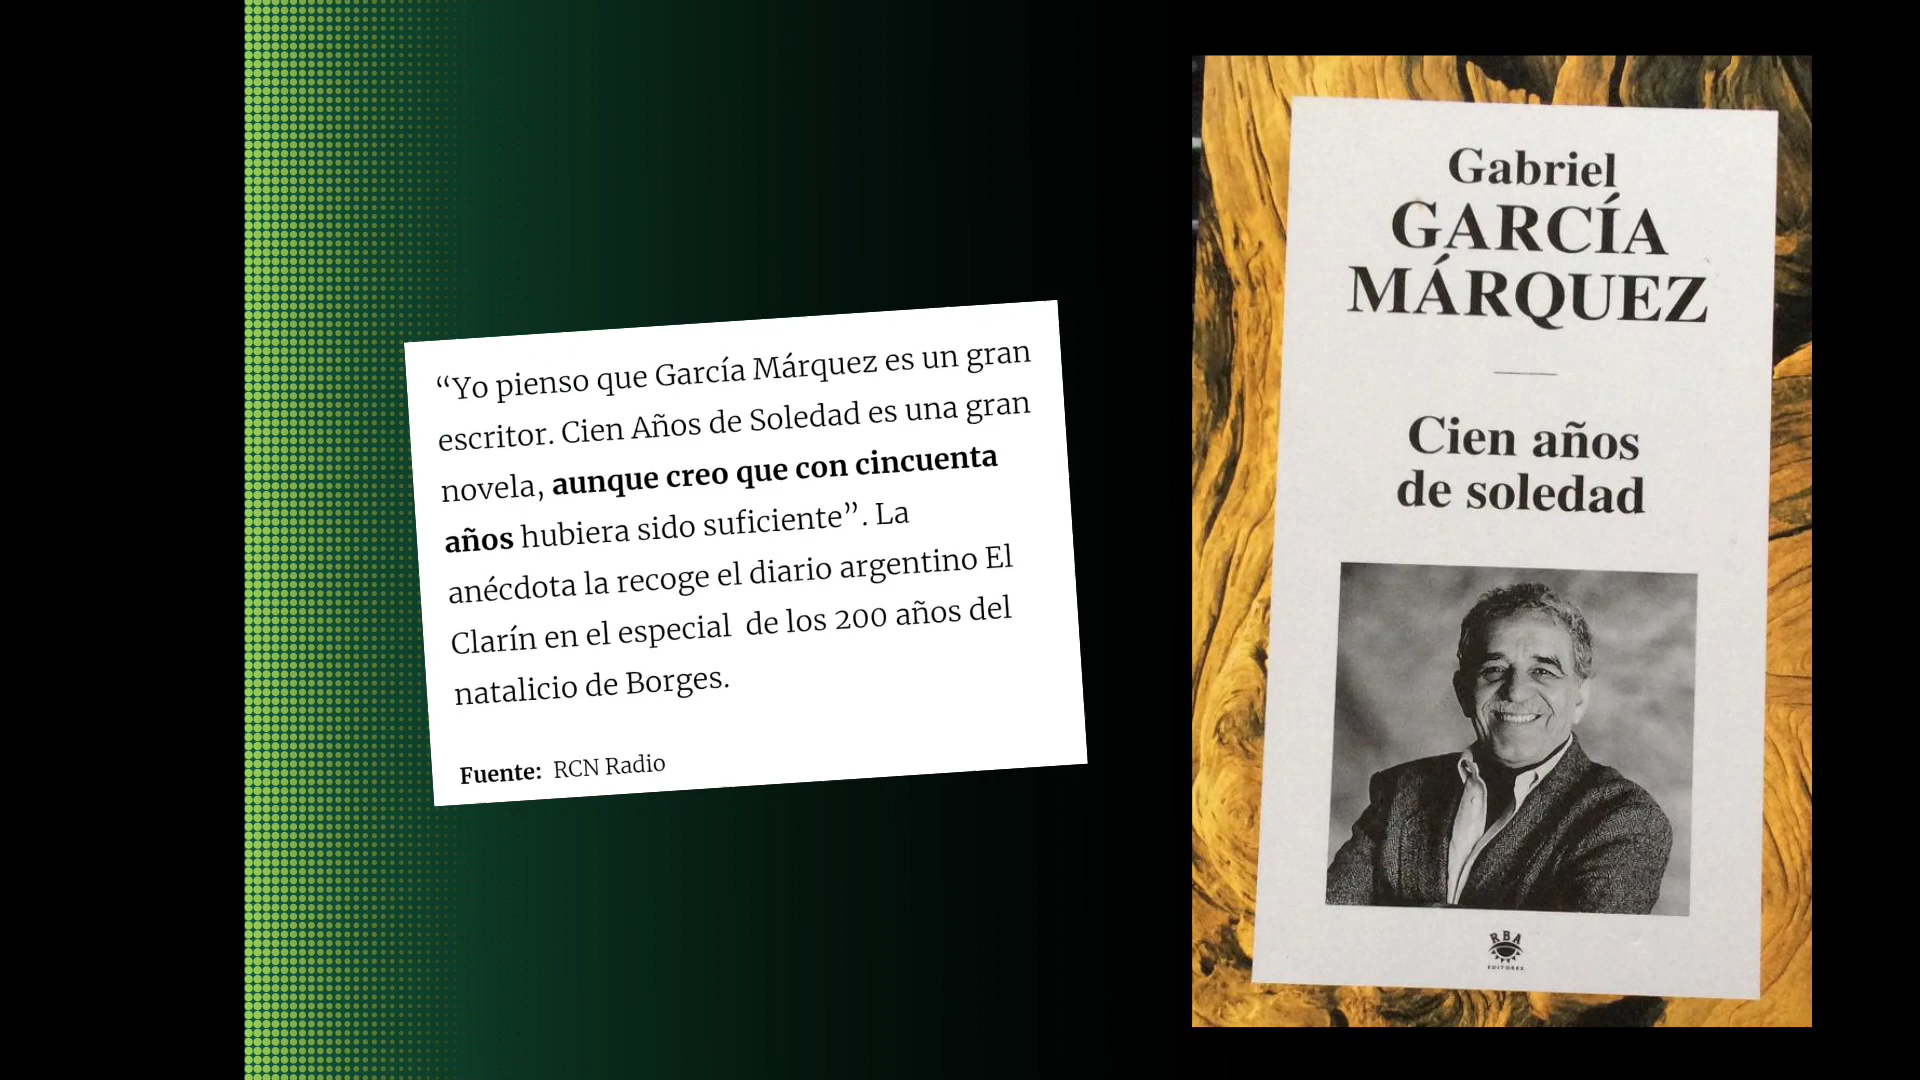 “Yo pienso que García Márquez es un gran
escritor. Cien Años de Soledad es una gran
novela, aunque creo que con cincuenta
años hubiera sido suficiente”. La
anécdota la recoge el diario argentino El
Clarín en el especial  de los 200 años del
natalicio de Borges.
Fuente: RCN Radio
Gabriel
GARCÍA
MÁRQUEZ
Cien años
de soledad
RBA
EDITORES